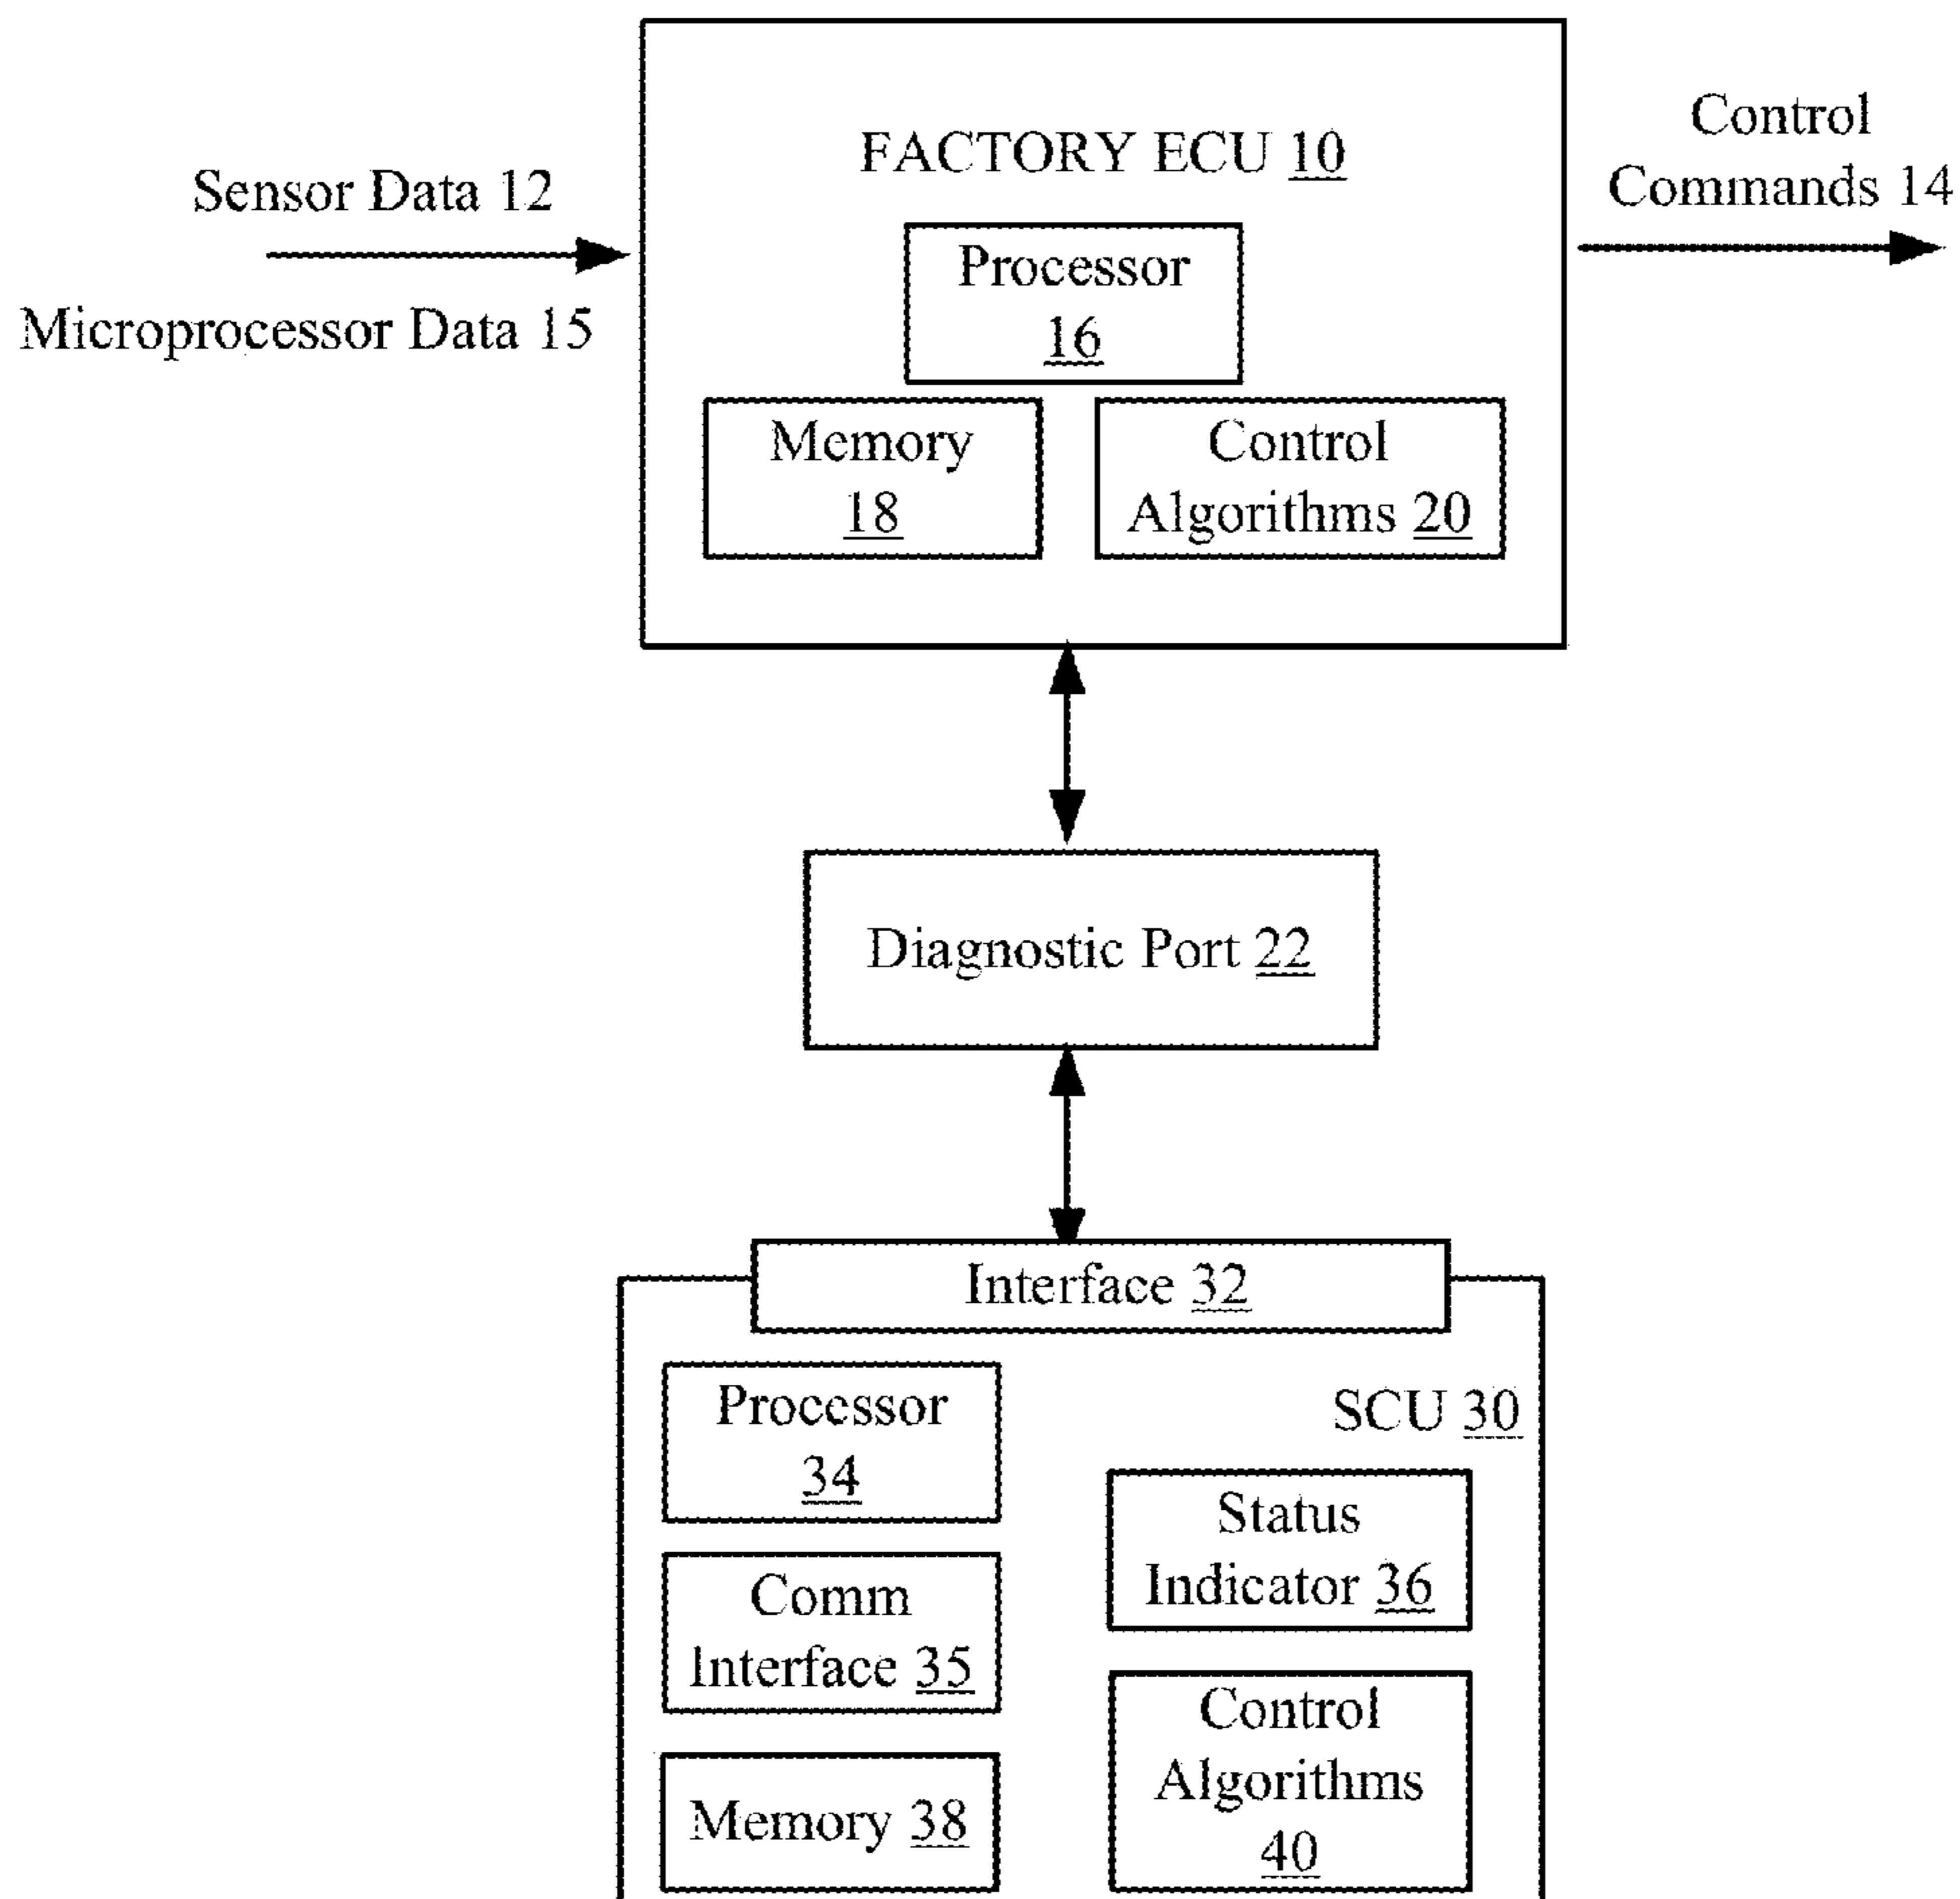 FACTORY ECU 10
Control
Commands 14
Sensor Data 12
Microprocessor Data 15
Processor
16
Memory
18
Control
Algorithms 20
Diagnostic Port 22
Interface 32
SCU 30
Processor
34
Status
Indicator 36
Comm
Interface 35
Control
Algorithms
40
Memory 38